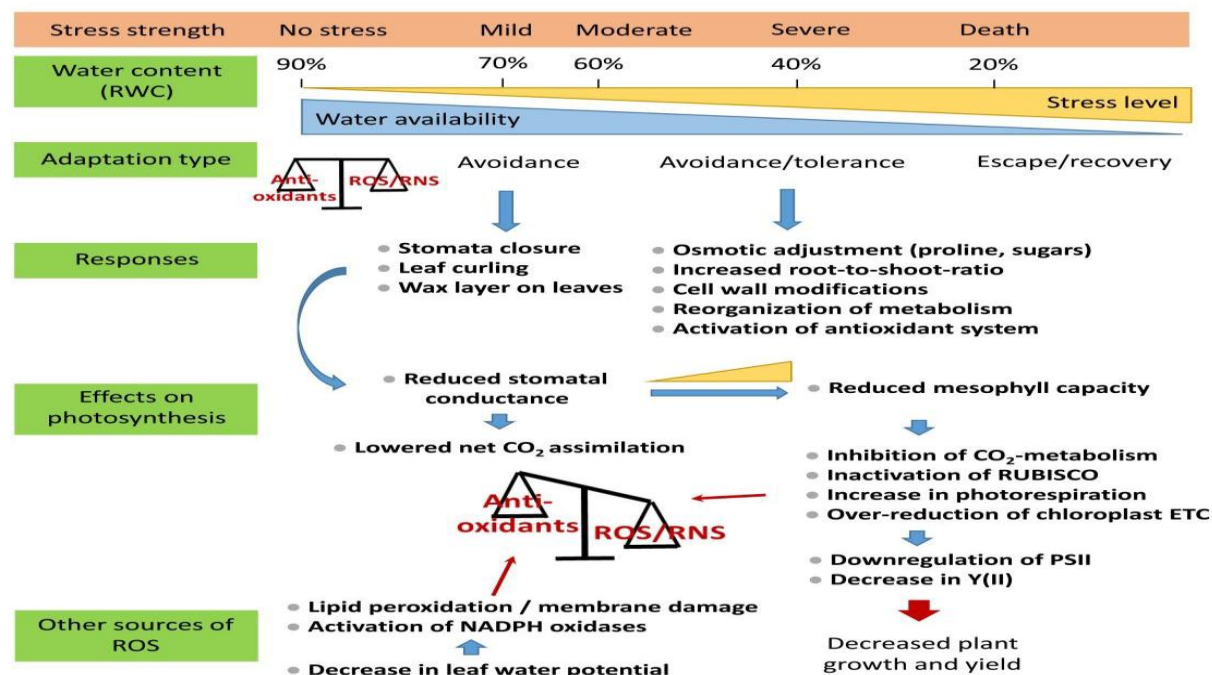 Stress strength No stress Mild Moderate Severe Death
Water content
(RWC)
90% 70% 60% 40% 20%
Stress level
Water availability
Adaptation type
Anti-
oxidants
ROS/RNS
Avoidance Avoidance/tolerance Escape/recovery
Responses
Stomata closure
Leaf curling
Wax layer on leaves
Osmotic adjustment (proline, sugars)
Increased root-to-shoot-ratio
Cell wall modifications
Reorganization of metabolism
Activation of antioxidant system
Effects on
photosynthesis
Reduced stomatal
conductance
Lowered net CO₂ assimilation
Reduced mesophyll capacity
Inhibition of CO₂-metabolism
Inactivation of RUBISCO
Increase in photorespiration
Over-reduction of chloroplast ETC
Anti-
oxidants
ROS/RNS
Downregulation of PSII
Decrease in Y(II)
Other sources of
ROS
Lipid peroxidation / membrane damage
Activation of NADPH oxidases
Decrease in leaf water potential
Decreased plant
growth and yield